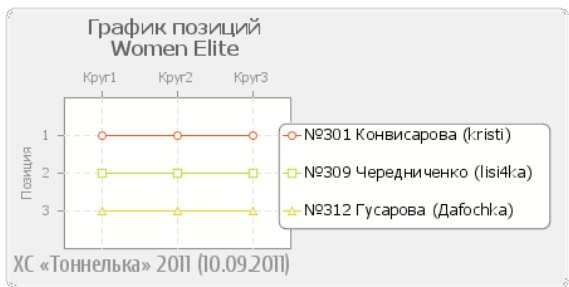 График позиций
Women Elite
Круг1 Круг2 Круг3
Позиция
1
2
3
№301 Конвисарова (kristi)
№309 Чередниченко (lisi4ka)
№312 Гусарова (Дafochka)
XC «Тоннелька» 2011 (10.09.2011)